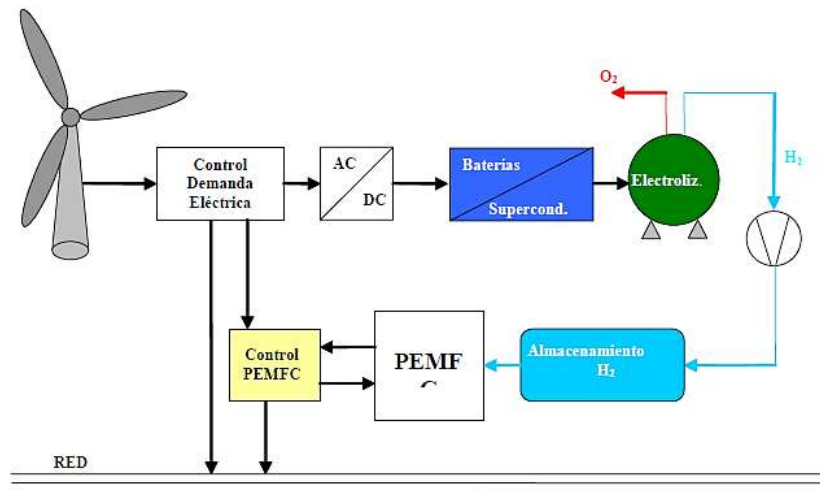 O₂
Control
Demanda
Eléctrica
AC
DC
Baterias
Supercond.
Electroliz.
H₂
Control
PEMFC
PEMF
Almacenamiento
H₂
RED